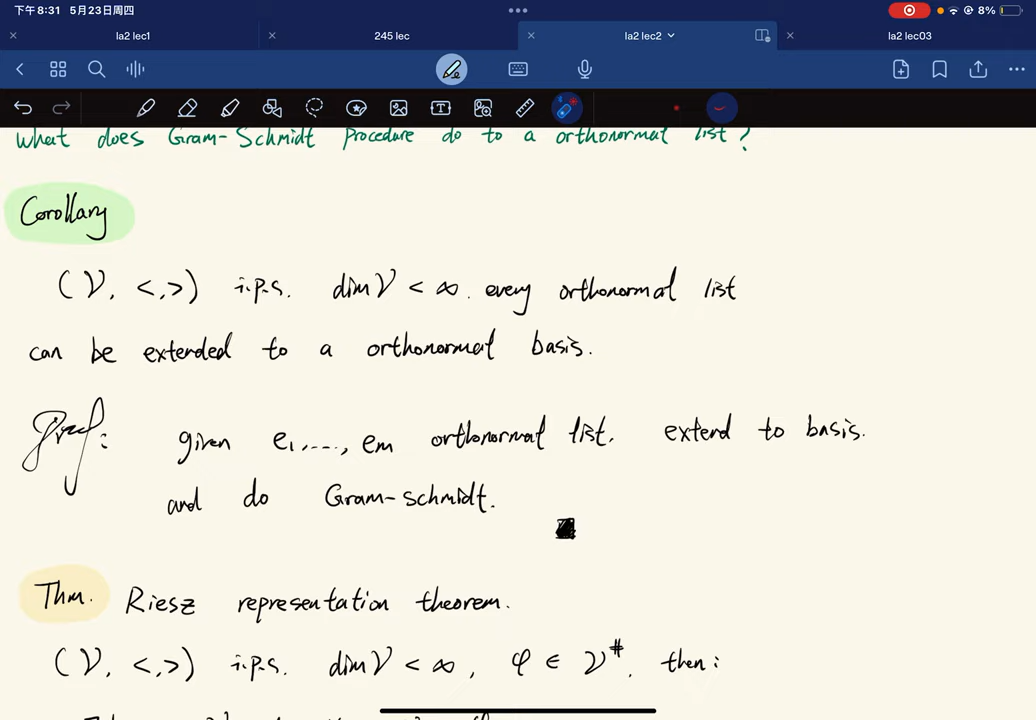 下午8:31 5月23日周四
8%
la2 lec1
245 lec
la2 lec2
la2 lec03
What does Gram-Schmidt Procedure do to a orthonormal list?
Corollary
(V, <,>) i.p.s. dimV < ∞. every orthonormal list
can be extended to a orthonormal basis.
Proof: given e1,...., em orthonormal list. extend to basis.
and do Gram-schmidt.
Thm. Riesz representation theorem.
(V, <,>) i.p.s. dimV < ∞, φ ∈ V#. then: